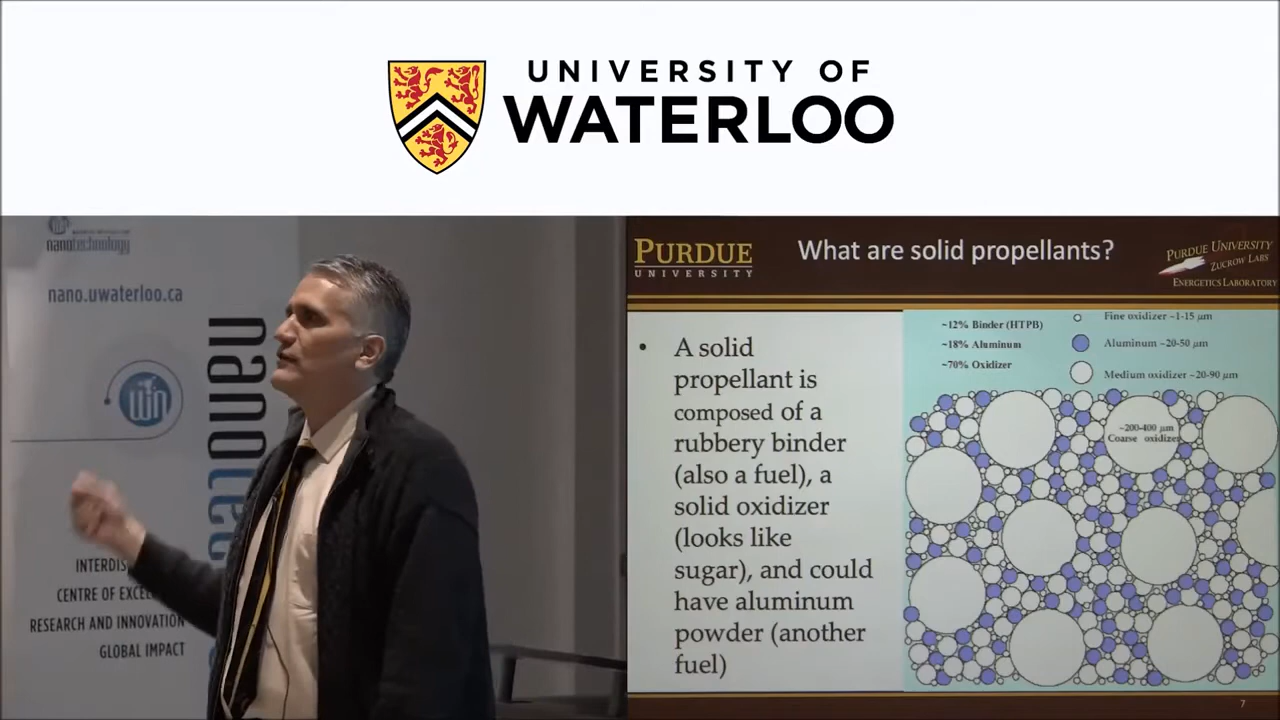 UNIVERSITY OF
WATERLOO
nanotechnology
nano.uwaterloo.ca
WIN
CENTRE OF
RESEARCH AND INNOVATION
GLOBAL IMPACT
PURDUE
UNIVERSITY
What are solid propellants?
PURDUE UNIVERSITY
ZUCROW LABS
ENERGETICS LABORATORY
• A solid
propellant is
composed of a
rubbery binder
(also a fuel), a
solid oxidizer
(looks like
sugar), and could
have aluminum
powder (another
fuel)
~12% Binder (HTPB)
~18% Aluminum
~70% Oxidizer
Fine oxidizer ~1-15 µm
Aluminum ~20-50 µm
Medium oxidizer ~20-90 µm
~200-400 µm
Coarse oxidizer
7